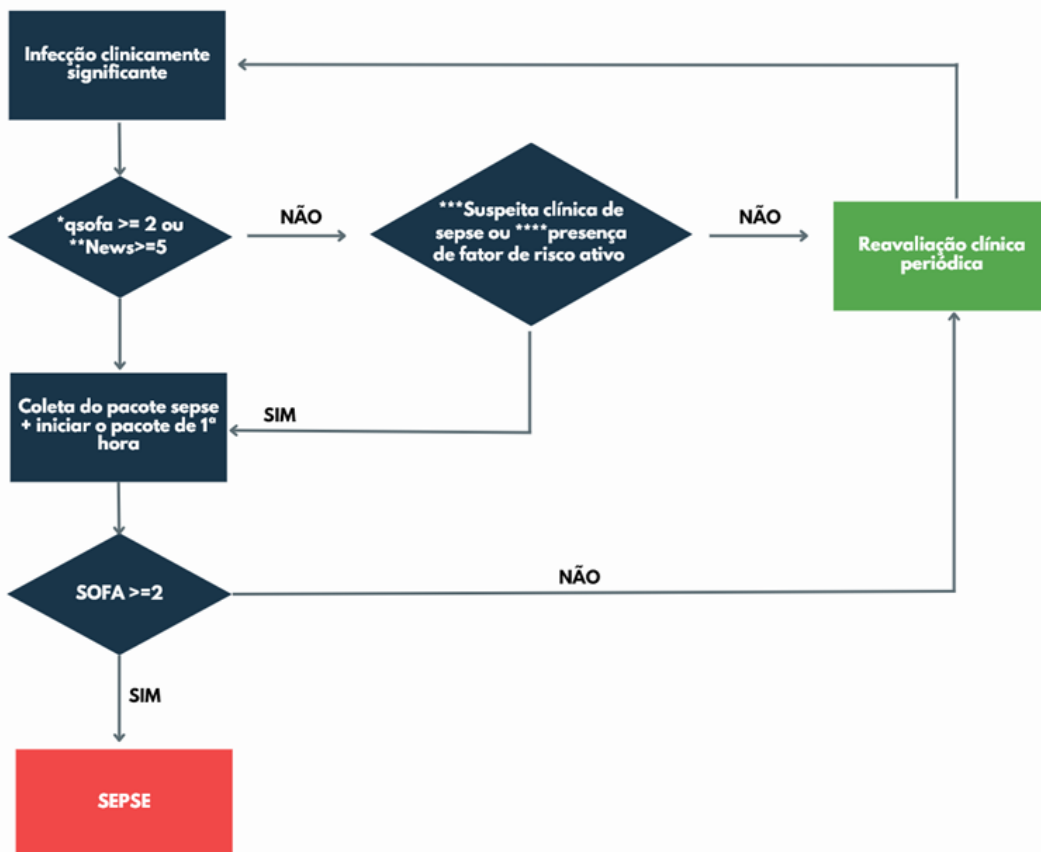 Infecção clinicamente
significante
*qsofa >= 2 ou
**News>=5
NÃO
***Suspeita clínica de
sepse ou ****presença
de fator de risco ativo
NÃO
Reavaliação clínica
periódica
Coleta do pacote sepse
+ iniciar o pacote de 1ª
hora
SIM
SOFA >=2
NÃO
SIM
SEPSE